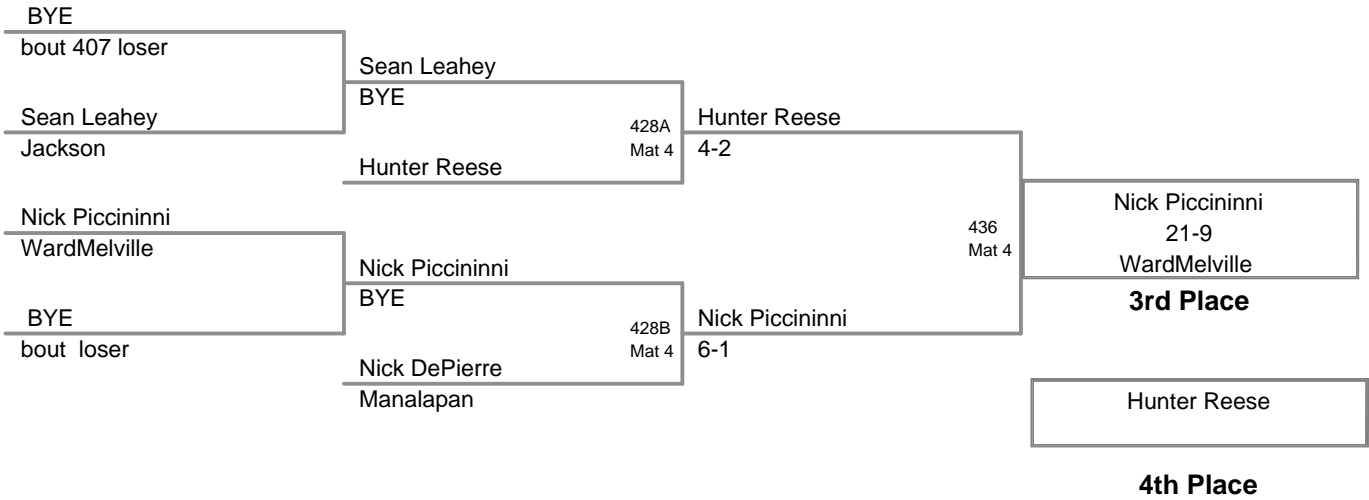 BYE
bout 407 loser
Sean Leahey
BYE
Sean Leahey
Jackson
428A
Mat 4
Hunter Reese
4-2
Hunter Reese
Nick Piccininni
WardMelville
436
Mat 4
Nick Piccininni
21-9
WardMelville
3rd Place
Nick Piccininni
BYE
BYE
bout loser
428B
Mat 4
Nick Piccininni
6-1
Nick DePierre
Manalapan
Hunter Reese
4th Place